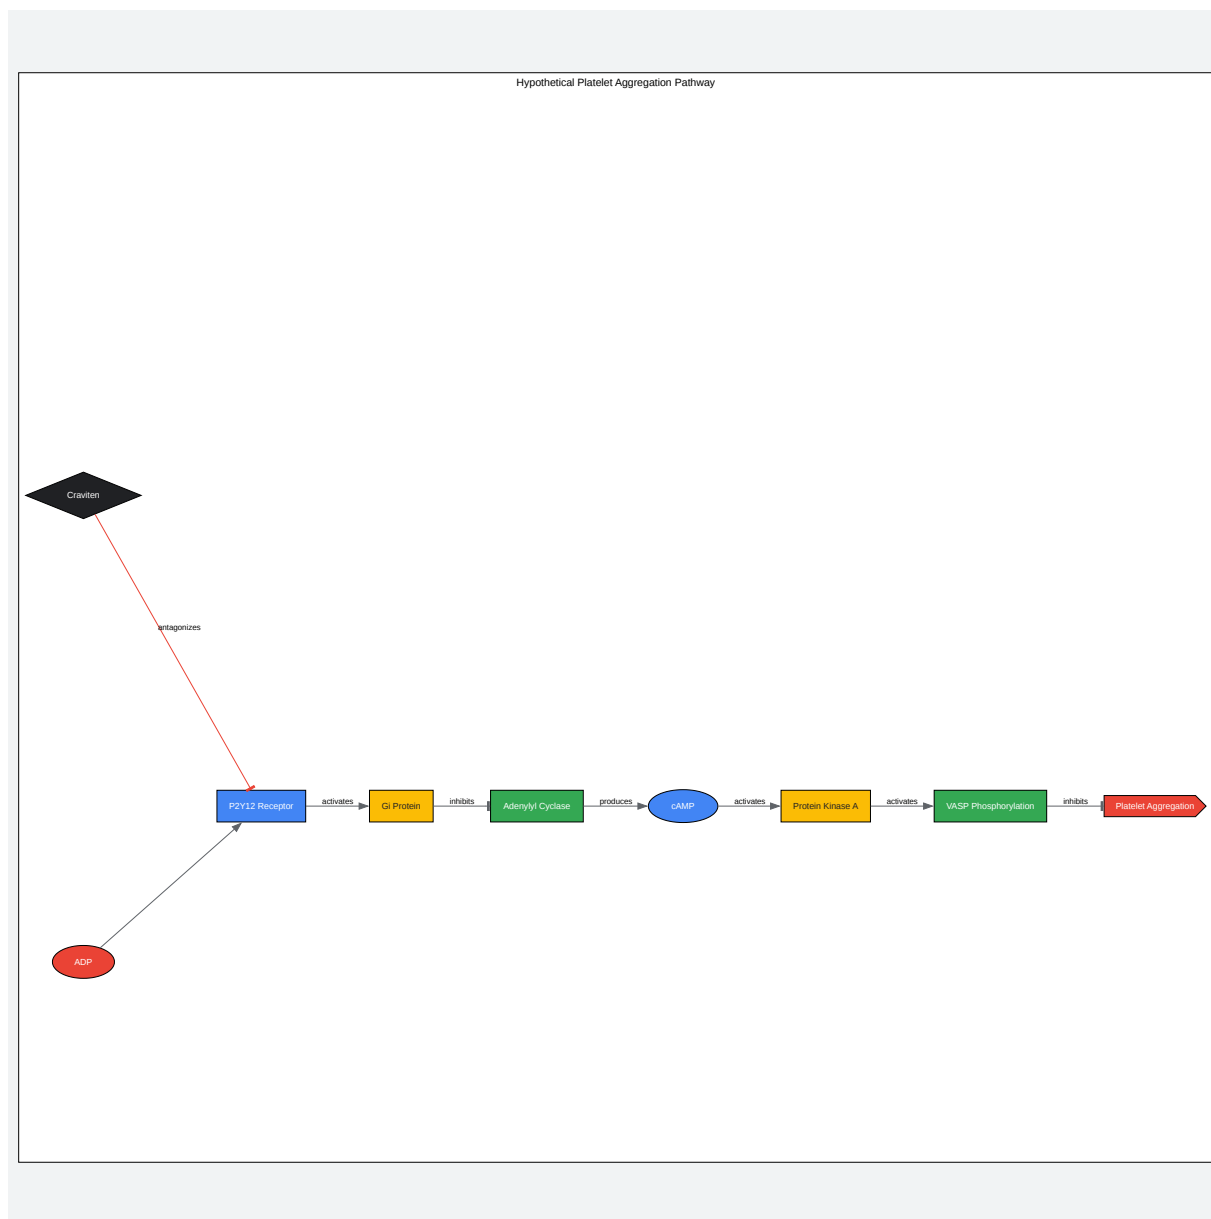 Hypothetical Platelet Aggregation Pathway
Craviten
antagonizes
P2Y12 Receptor
activates
Gi Protein
inhibits
Adenylyl Cyclase
produces
cAMP
activates
Protein Kinase A
activates
VASP Phosphorylation
inhibits
Platelet Aggregation
ADP